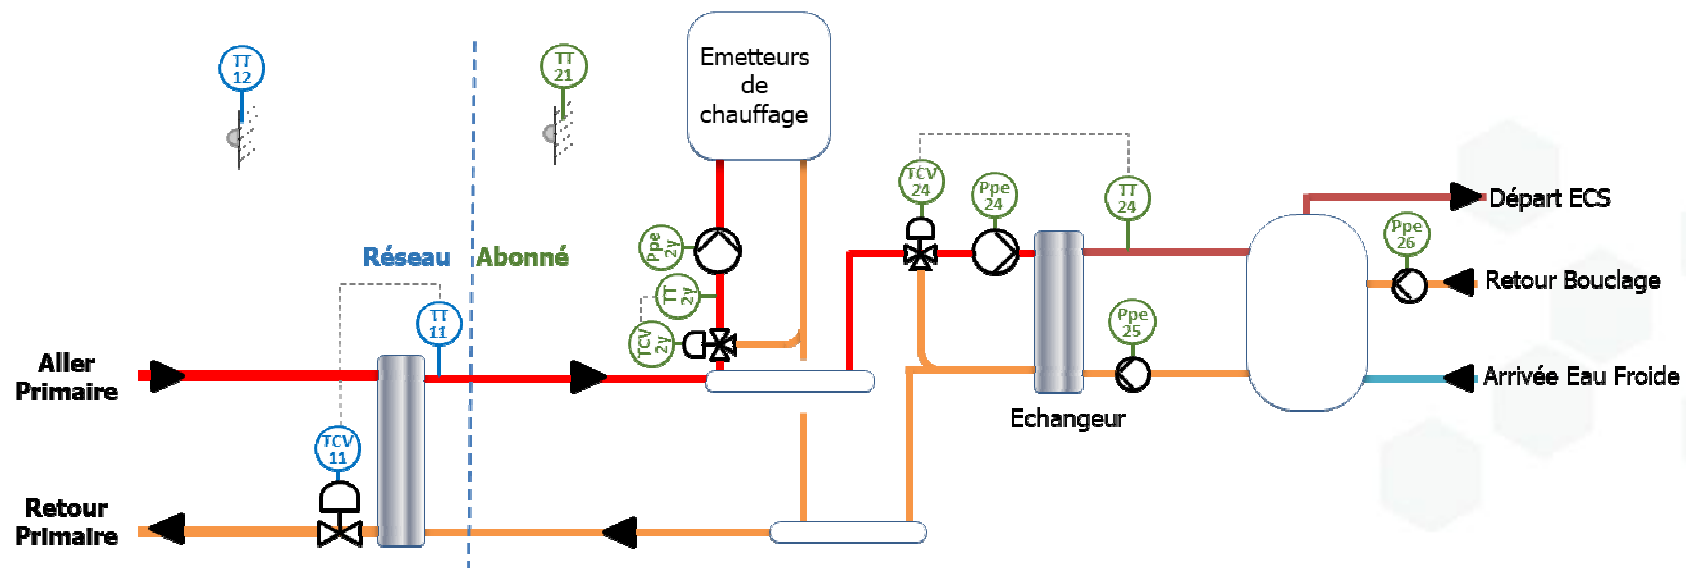 TT
12
TT
21
Emetteurs
de
chauffage
TCV
24
Ppe
24
TT
24
Départ ECS
Ppe
26
Retour Bouclage
Ppe
2y
Réseau
Abonné
TT
2y
TT
11
TCV
2y
Ppe
25
Aller
Primaire
Arrivée Eau Froide
Echangeur
TCV
11
Retour
Primaire